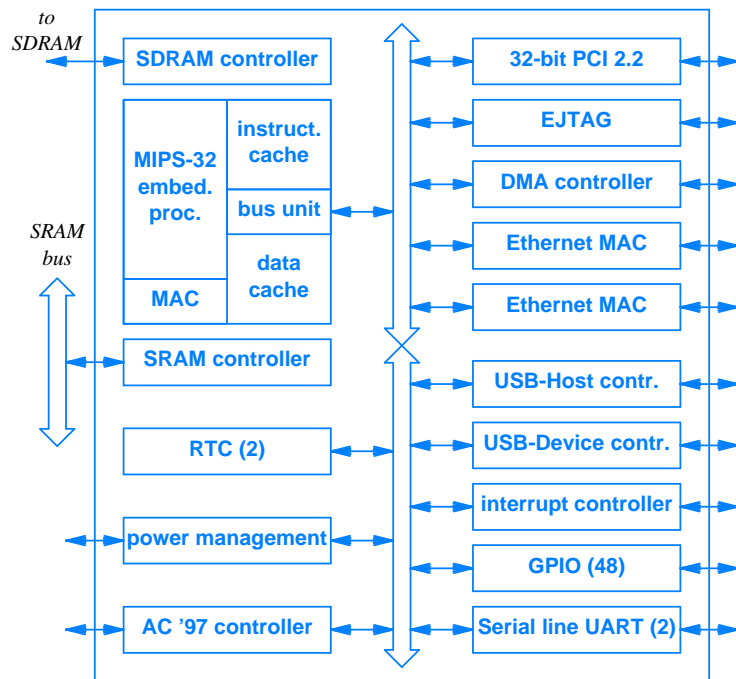 to
SDRAM
SDRAM controller
MIPS-32
embed.
proc.
instruct.
cache
bus unit
data
cache
MAC
SRAM
bus
SRAM controller
RTC (2)
power management
AC ’97 controller
32-bit PCI 2.2
EJTAG
DMA controller
Ethernet MAC
Ethernet MAC
USB-Host contr.
USB-Device contr.
interrupt controller
GPIO (48)
Serial line UART (2)